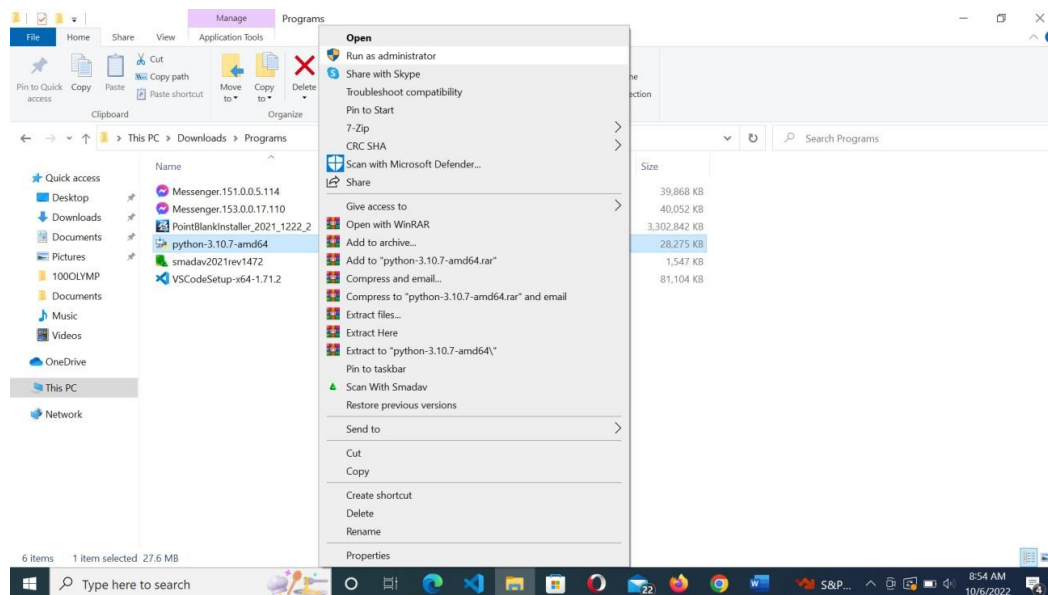 Manage Programs
File Home Share View Application Tools
Pin to Quick access
Copy
Paste
Cut
Copy path
Paste shortcut
Move to
Copy to
Delete
Clipboard
Organize
This PC > Downloads > Programs
Search Programs
Quick access
Desktop
Downloads
Documents
Pictures
100OLYMP
Documents
Music
Videos
OneDrive
This PC
Network
Name Size
Messenger.151.0.0.5.114 39,868 KB
Messenger.153.0.0.17.110 40,052 KB
PointBlankInstaller_2021_1222_2 3,302,842 KB
python-3.10.7-amd64 28,275 KB
smadav2021rev1472 1,547 KB
VSCodeSetup-x64-1.71.2 81,104 KB
Open
Run as administrator
Share with Skype
Troubleshoot compatibility
Pin to Start
7-Zip
CRC SHA
Scan with Microsoft Defender...
Share
Give access to
Open with WinRAR
Add to archive...
Add to "python-3.10.7-amd64.rar"
Compress and email...
Compress to "python-3.10.7-amd64.rar" and email
Extract files...
Extract Here
Extract to "python-3.10.7-amd64\"
Pin to taskbar
Scan With Smadav
Restore previous versions
Send to
Cut
Copy
Create shortcut
Delete
Rename
Properties
6 items 1 item selected 27.6 MB
Type here to search
22
S&P...
8:54 AM
10/6/2022
4